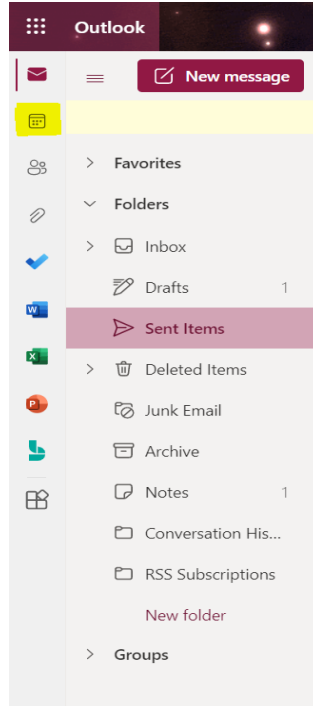 Outlook
New message
Favorites
Folders
Inbox
Drafts 1
Sent Items
Deleted Items
Junk Email
Archive
Notes 1
Conversation His...
RSS Subscriptions
New folder
Groups